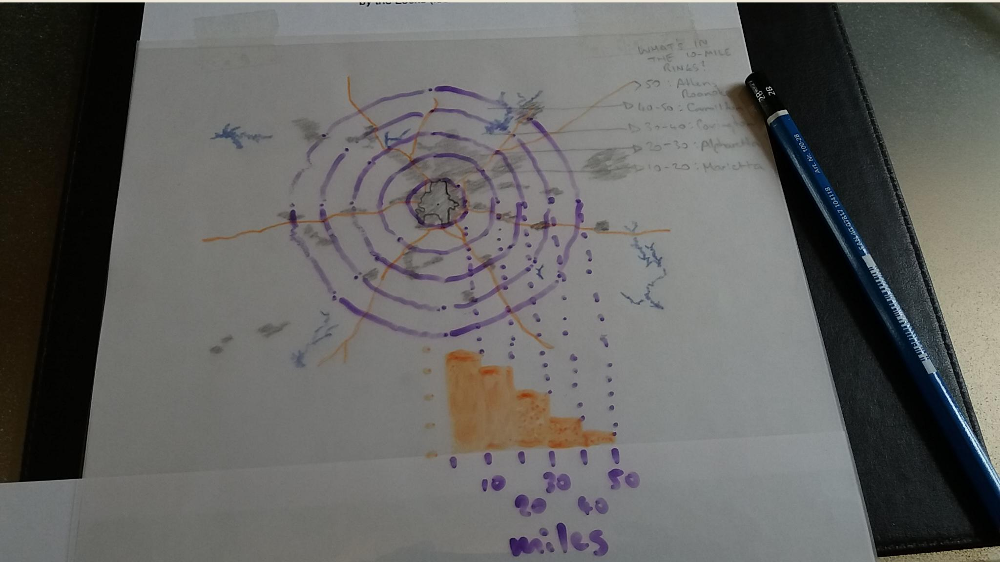 WHAT'S IN
THE 10-MILE
RINGS?
50: Athens
Roanoke
40-50: Carrollton
30-40: Covington
20-30: Alpharetta
10-20: Marietta
2B
2B
Art. Nr. 100-2B
10
30
50
20
40
miles